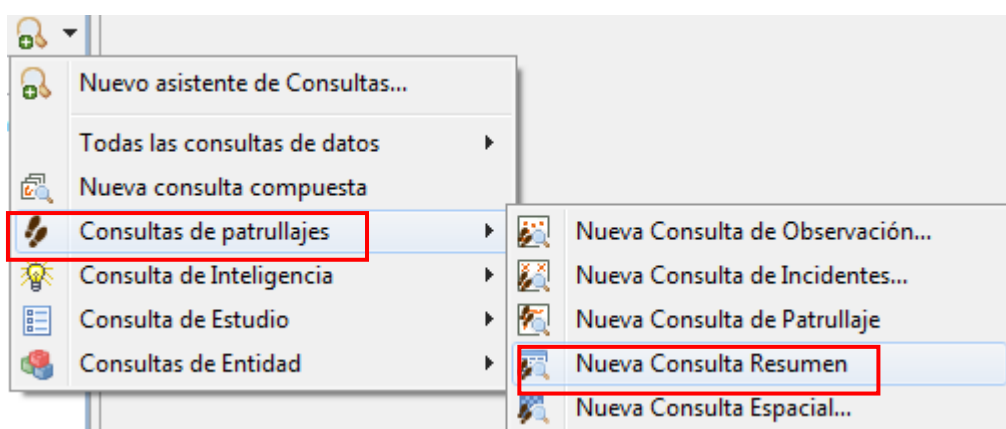 Nuevo asistente de Consultas...
Todas las consultas de datos
Nueva consulta compuesta
Consultas de patrullajes
Consulta de Inteligencia
Consulta de Estudio
Consultas de Entidad
Nueva Consulta de Observación...
Nueva Consulta de Incidentes...
Nueva Consulta de Patrullaje
Nueva Consulta Resumen
Nueva Consulta Espacial...